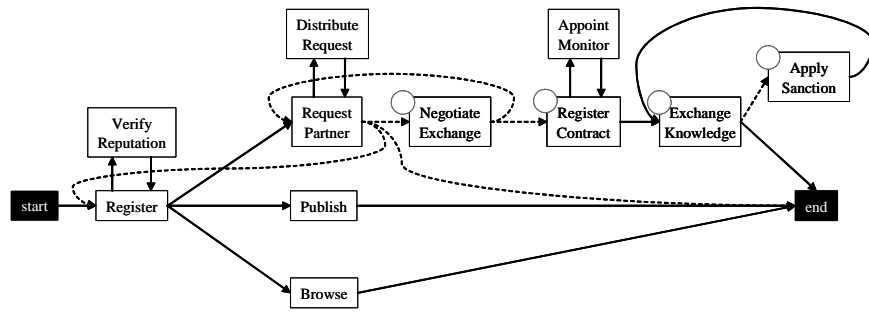 Distribute
Request
Appoint
Monitor
Apply
Sanction
Request
Partner
Negotiate
Exchange
Register
Contract
Exchange
Knowledge
Verify
Reputation
start
Register
Publish
end
Browse